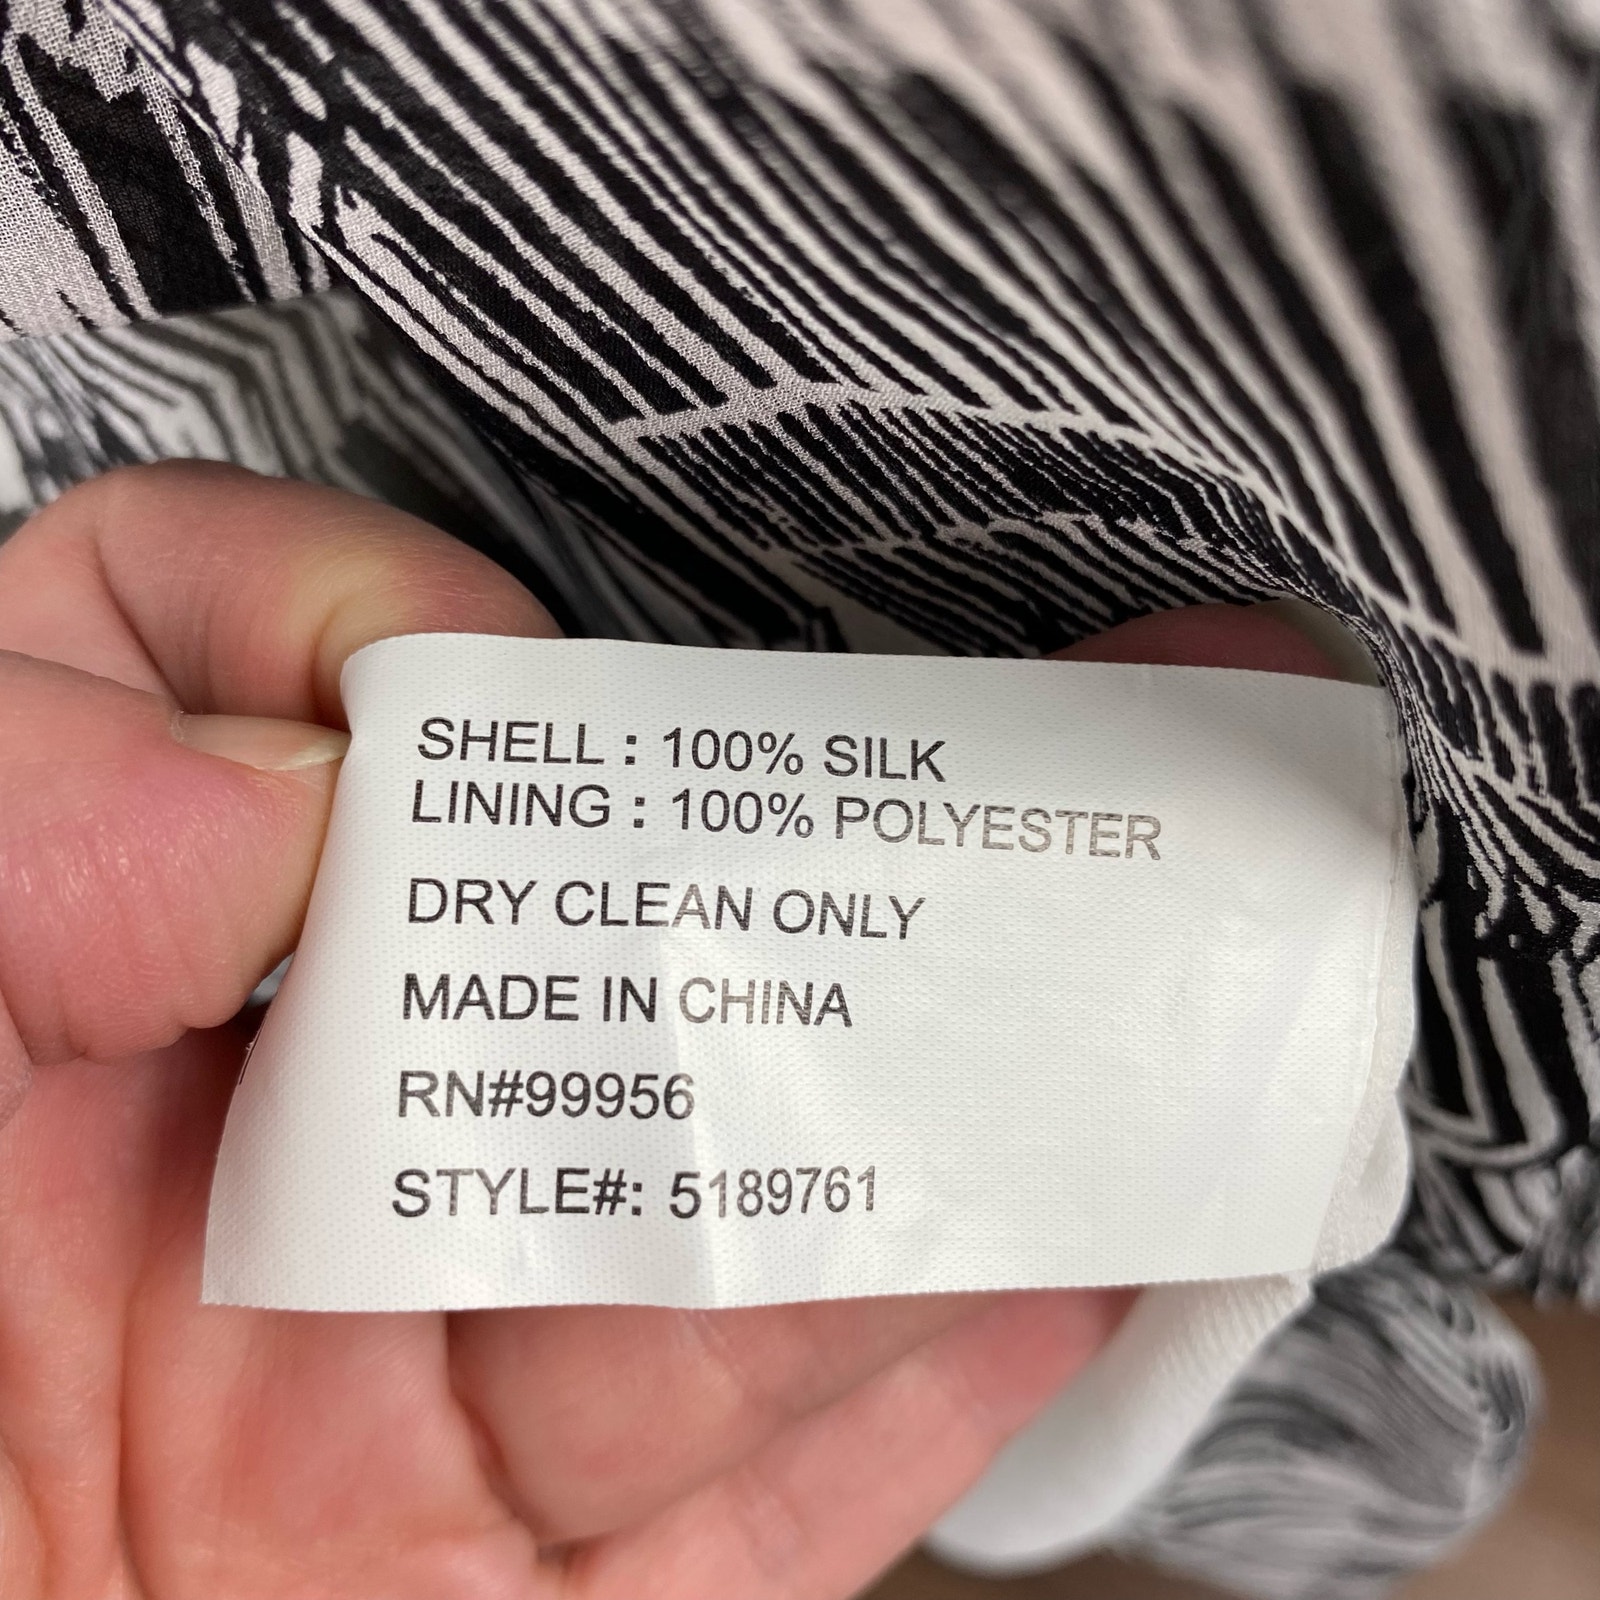 SHELL : 100% SILK
LINING : 100% POLYESTER
DRY CLEAN ONLY
MADE IN CHINA
RN#99956
STYLE#: 5189761